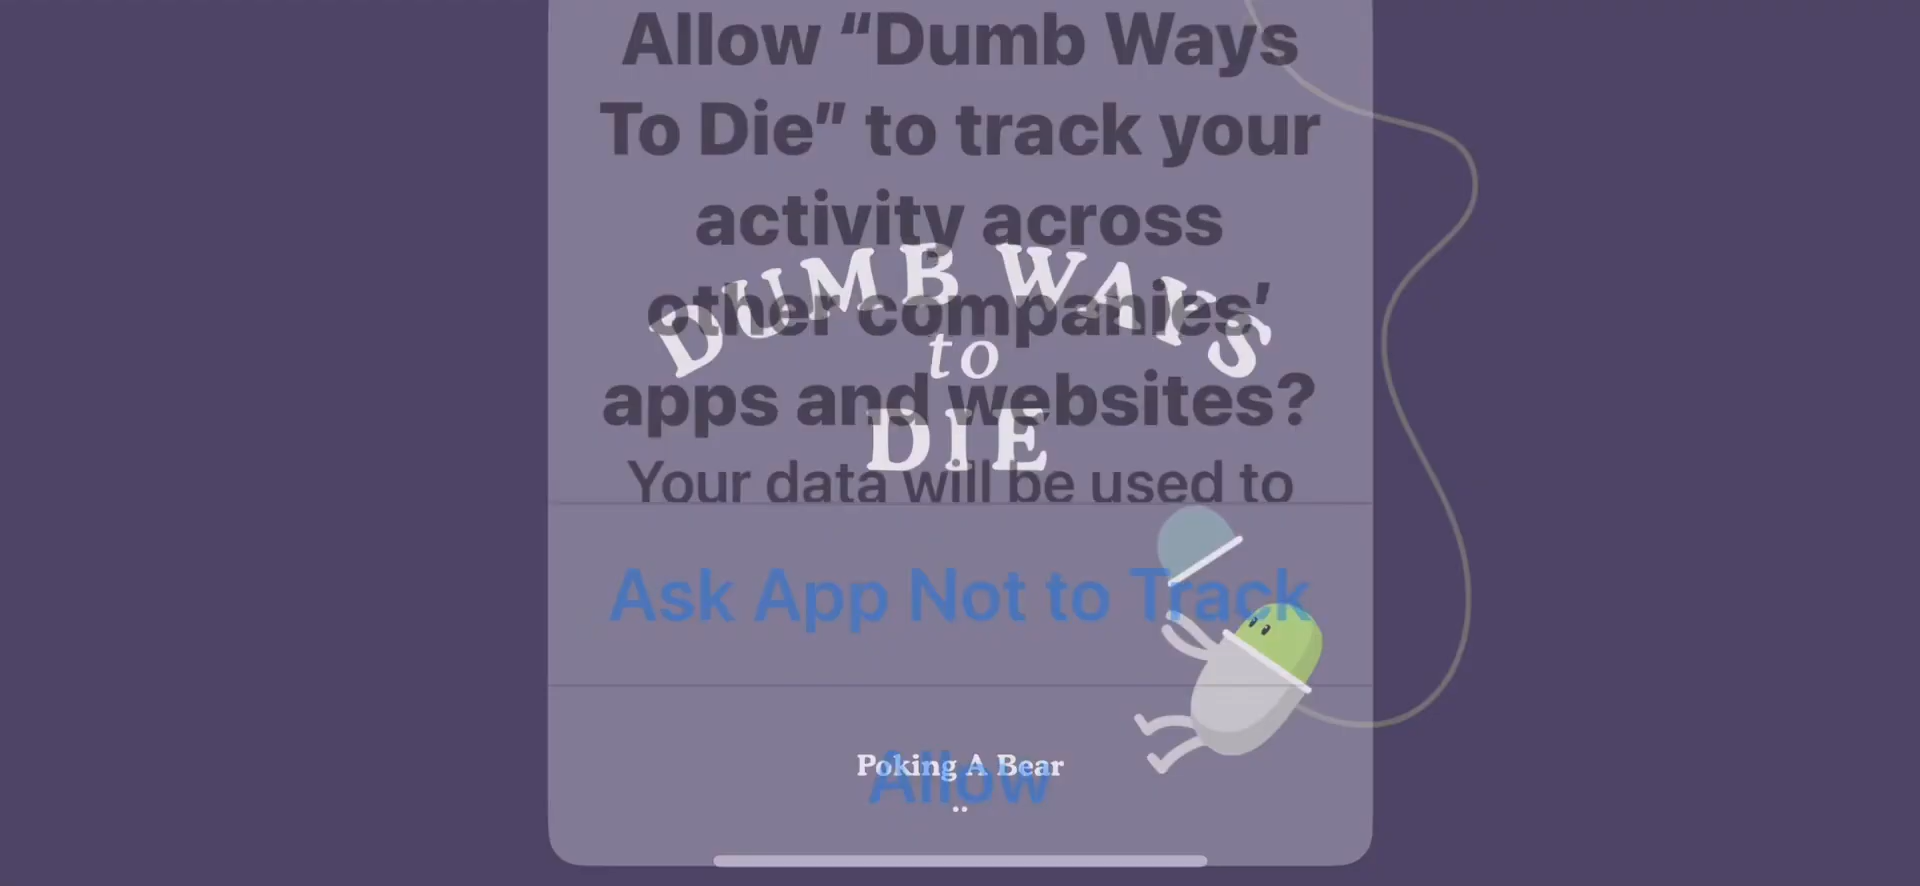 Allow “Dumb Ways
To Die” to track your
activity across
other companies’
apps and websites?
Your data will be used to
DUMB WAYS
to
DIE
Ask App Not to Track
Poking A Bear
..
Allow